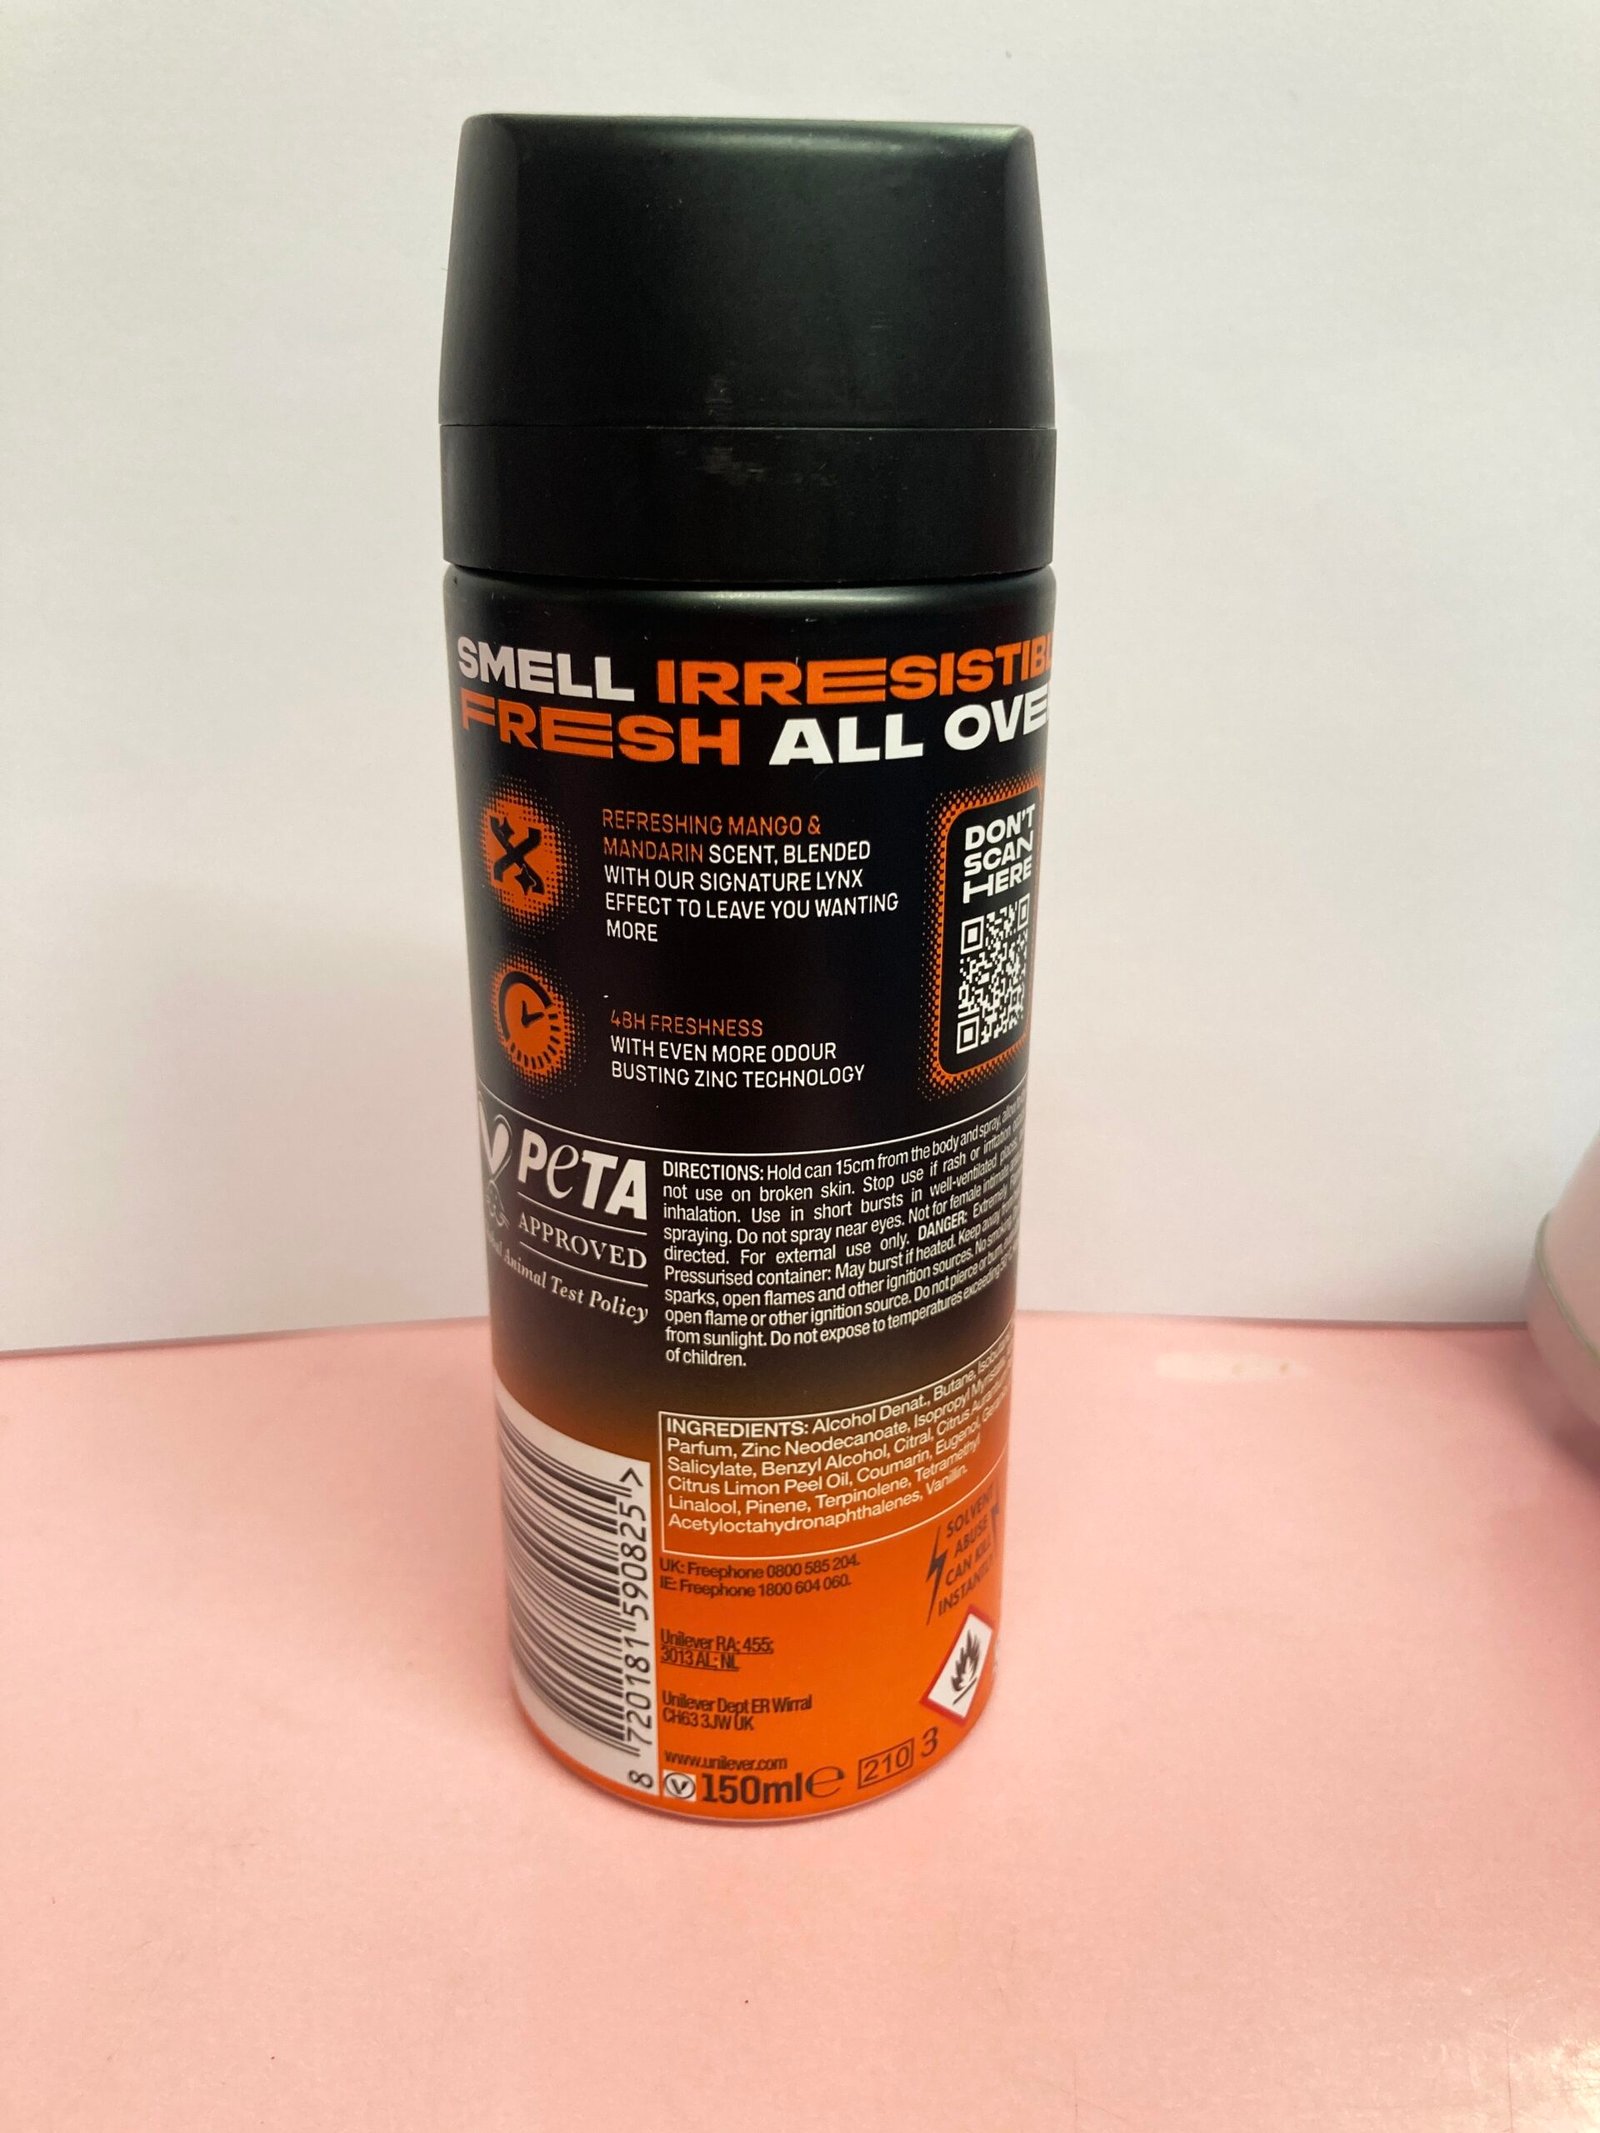 SMELL IRRESISTIBL
FRESH ALL OVE
REFRESHING MANGO &
MANDARIN SCENT, BLENDED
WITH OUR SIGNATURE LYNX
EFFECT TO LEAVE YOU WANTING
MORE
DON'T
SCAN
HERE
48H FRESHNESS
WITH EVEN MORE ODOUR
BUSTING ZINC TECHNOLOGY
PETA
APPROVED
Animal Test Policy
DIRECTIONS: Hold can 15cm from the body and spray, allow
not use on broken skin. Stop use if rash or irritation
inhalation. Use in short bursts in well-ventilated places,
spraying. Do not spray near eyes. Not for female intimate
directed. For external use only. DANGER: Extremely
Pressurised container: May burst if heated. Keep away
sparks, open flames and other ignition sources. No smoking.
open flame or other ignition source. Do not pierce or burn,
from sunlight. Do not expose to temperatures exceeding 50°C
of children.
INGREDIENTS: Alcohol Denat., Butane,
Parfum, Zinc Neodecanoate, Isopropyl Myristate,
Salicylate, Benzyl Alcohol, Citral, Citrus
Citrus Limon Peel Oil, Coumarin, Eugenol,
Linalool, Pinene, Terpinolene, Tetramethyl
Acetyloctahydronaphthalenes, Vanillin.
UK: Freephone 0800 585 204.
IE: Freephone 1800 604 060.
SOLVENT
ABUSE
CAN KILL
INSTANTLY
Unilever RA; 455;
3013 AL; NL
Unilever Dept ER Wirral
CH63 3JW UK
www.unilever.com
150ml e 210 3
8 720181 590825 >